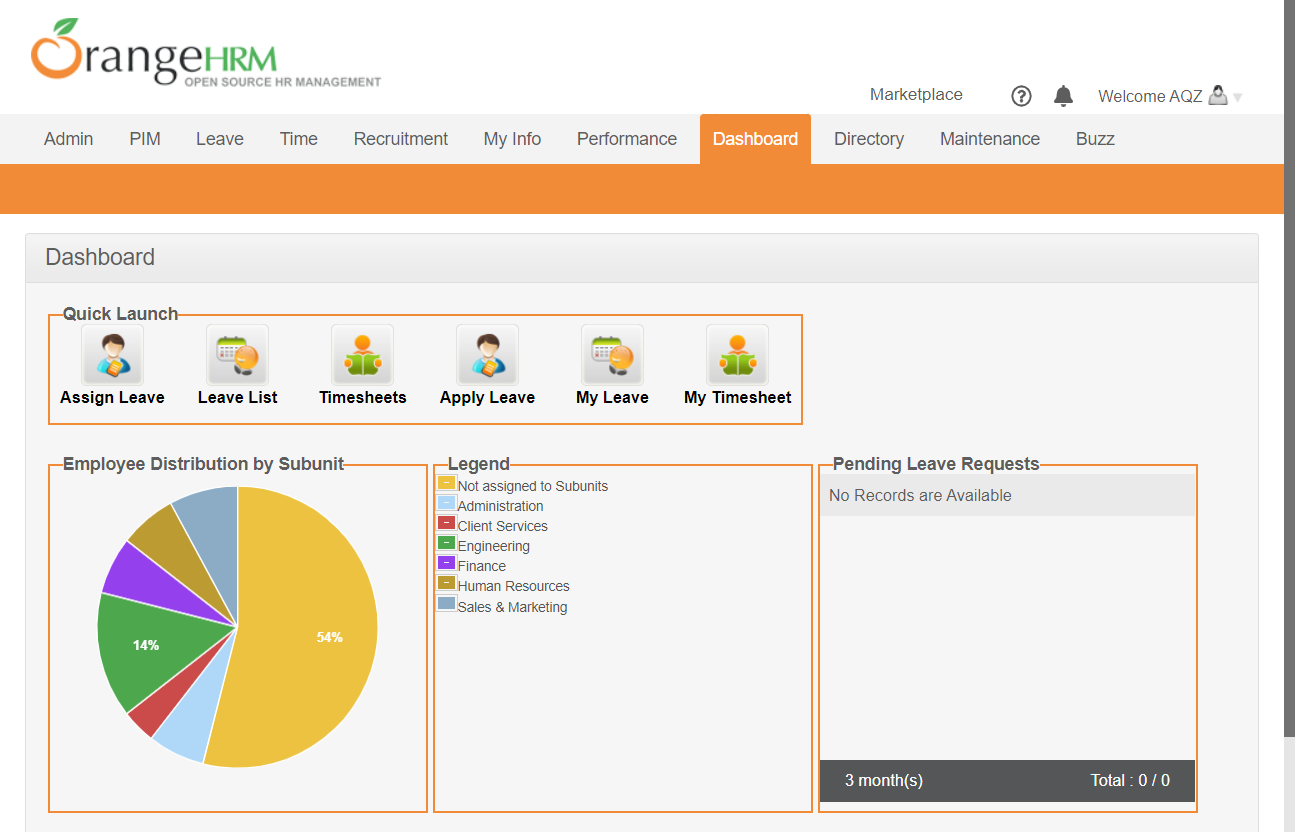 OrangeHRM
OPEN SOURCE HR MANAGEMENT
Marketplace
Welcome AQZ
Admin PIM Leave Time Recruitment My Info Performance Dashboard Directory Maintenance Buzz
Dashboard
Quick Launch
Assign Leave Leave List Timesheets Apply Leave My Leave My Timesheet
Employee Distribution by Subunit
54%
14%
Legend
Not assigned to Subunits
Administration
Client Services
Engineering
Finance
Human Resources
Sales & Marketing
Pending Leave Requests
No Records are Available
3 month(s) Total : 0 / 0